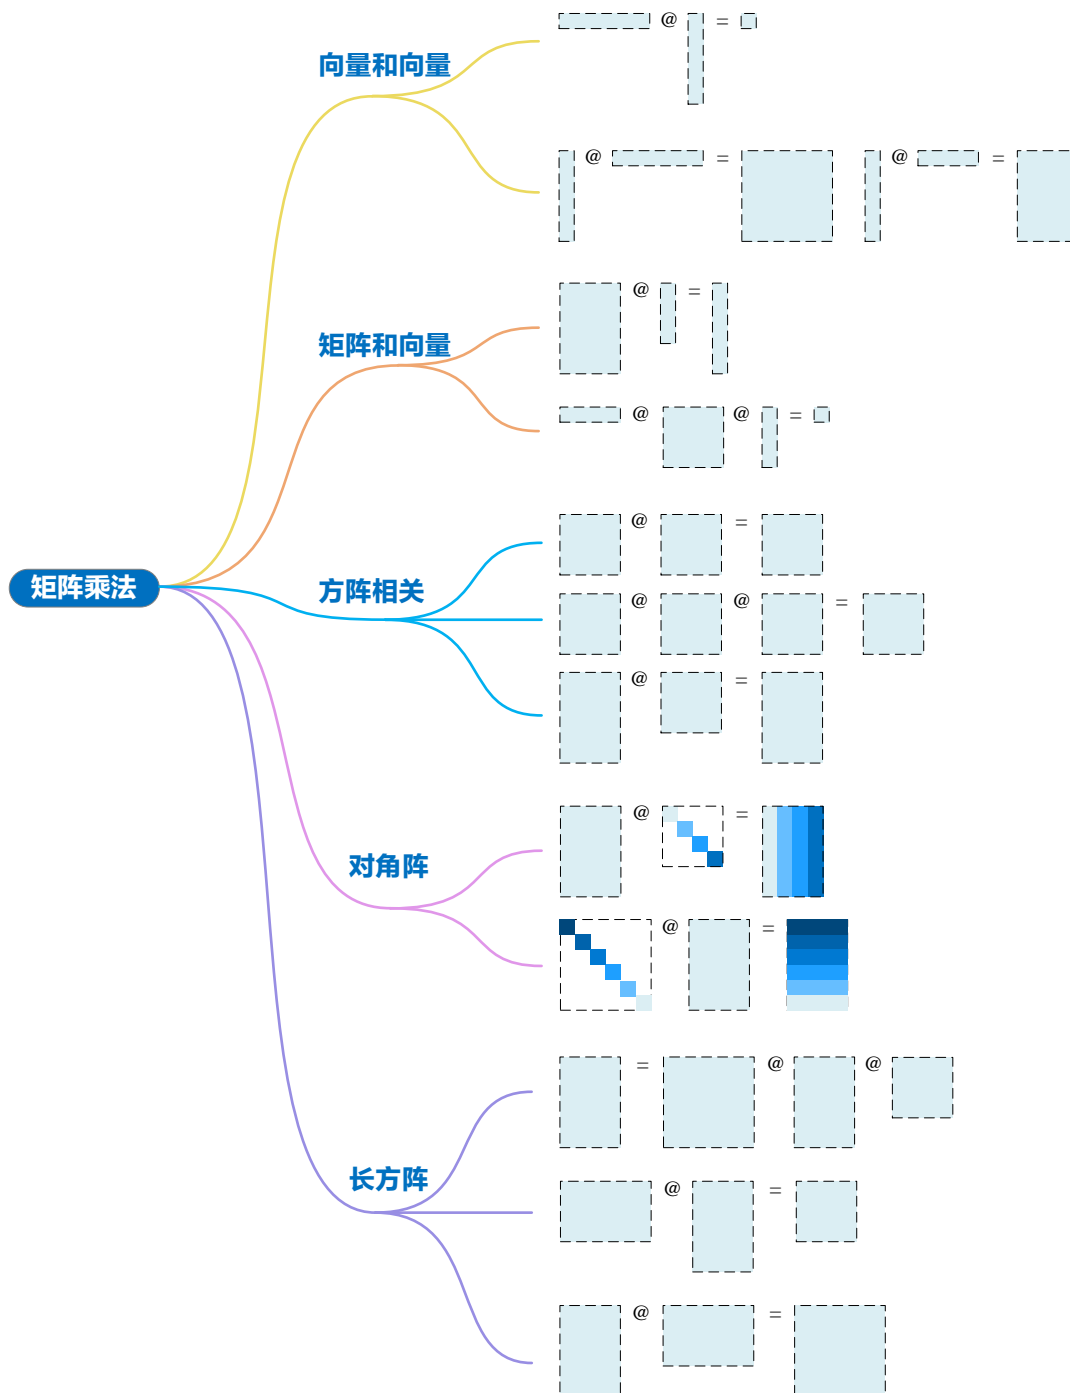 @ =
向量和向量
@ = @ =
@ =
矩阵和向量
@ @ =
@ =
方阵相关
矩阵乘法
@ @ =
@ =
@ =
对角阵
@ =
= @ @
长方阵
@ =
@ =